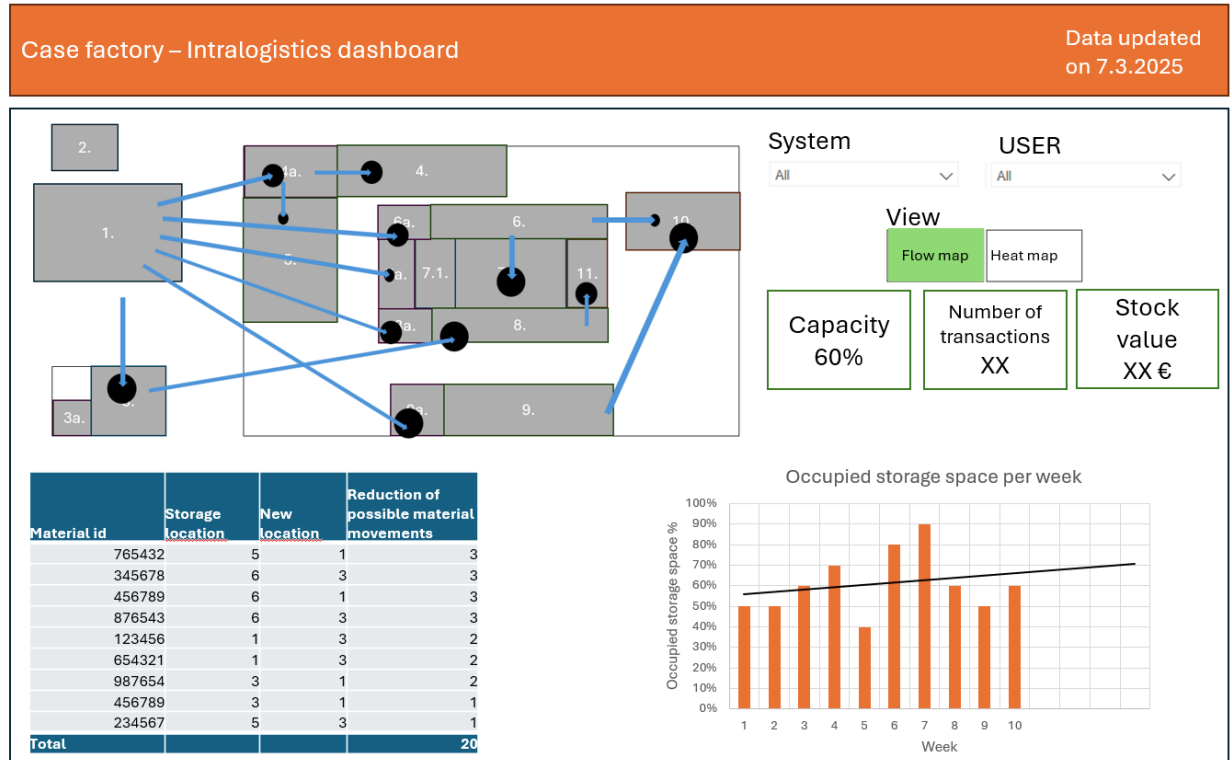 Case factory – Intralogistics dashboard
Data updated
on 7.3.2025
2.
1.
4a.
4.
5.
6a.
6.
10.
7.1.
11.
8.
3a.
9.
System
USER
All
All
View
Flow map
Heat map
Capacity
60%
Number of
transactions
XX
Stock
value
XX €
Material id
Storage
location
New
location
Reduction of
possible material
movements
765432 5 1 3
345678 6 3 3
456789 6 1 3
876543 6 3 3
123456 1 3 2
654321 1 3 2
987654 3 1 2
456789 3 1 1
234567 5 3 1
Total 20
Occupied storage space per week
Occupied storage space %
100%
90%
80%
70%
60%
50%
40%
30%
20%
10%
0%
1 2 3 4 5 6 7 8 9 10
Week